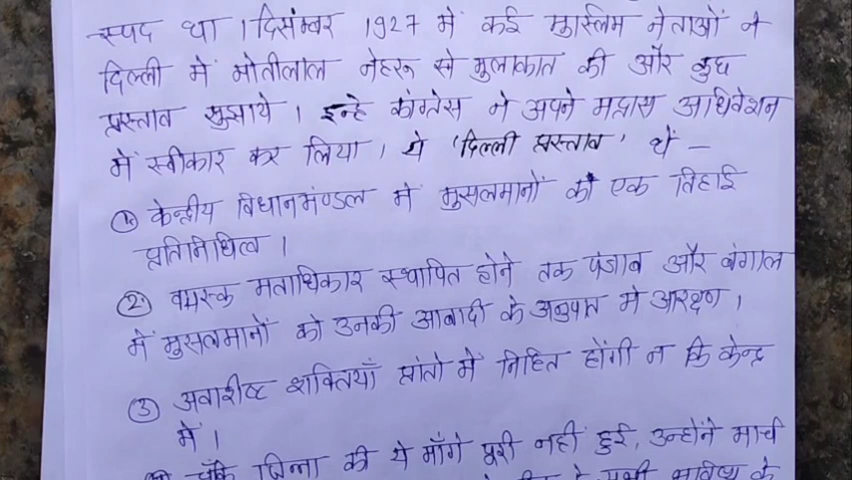 स्पद था । दिसंम्बर 1927 में कई मुस्लिम नेताओं ने
दिल्ली में मोतीलाल नेहरू से मुलाकात की और कुछ
प्रस्ताव सुझाये । इन्हे कांग्रेस ने अपने मद्रास अधिवेशन
में स्वीकार कर लिया । ये 'दिल्ली प्रस्ताव' थें —
① केन्द्रीय विधानमंण्डल में मुसलमानों को एक तिहाई
प्रतिनिधित्व ।
② वयस्क मताधिकार स्थापित होने तक पंजाब और बंगाल
में मुसलमानों को उनकी आबादी के अनुपात मे आरक्षण ।
③ अवशिष्ट शक्तियाँ प्रांतो में निहित होंगी न कि केन्द्र
में ।
जिन्ना की ये माँगे पूरी नहीं हुई, उन्होंने मार्च